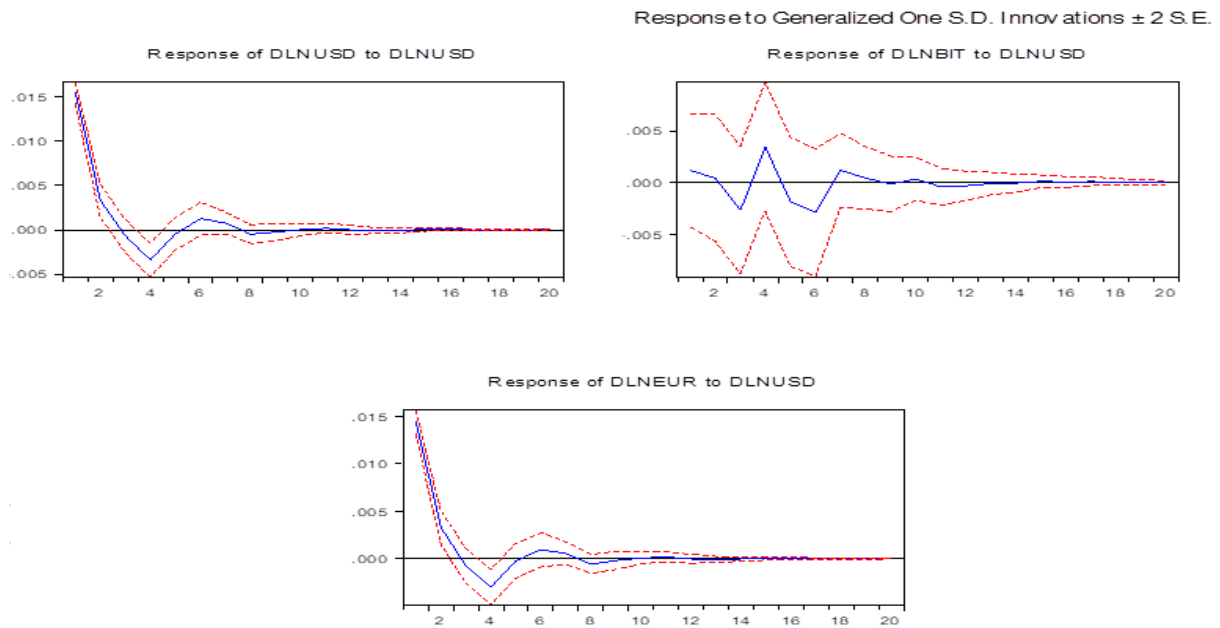 Response to Generalized One S.D. Innovations ± 2 S.E.
Response of DLNUSD to DLNUSD
.015
.010
.005
.000
.005
2 4 6 8 10 12 14 16 18 20
Response of DLNBIT to DLNUSD
.005
.000
-.005
2 4 6 8 10 12 14 16 18 20
Response of DLNEUR to DLNUSD
.015
.010
.005
.000
2 4 6 8 10 12 14 16 18 20